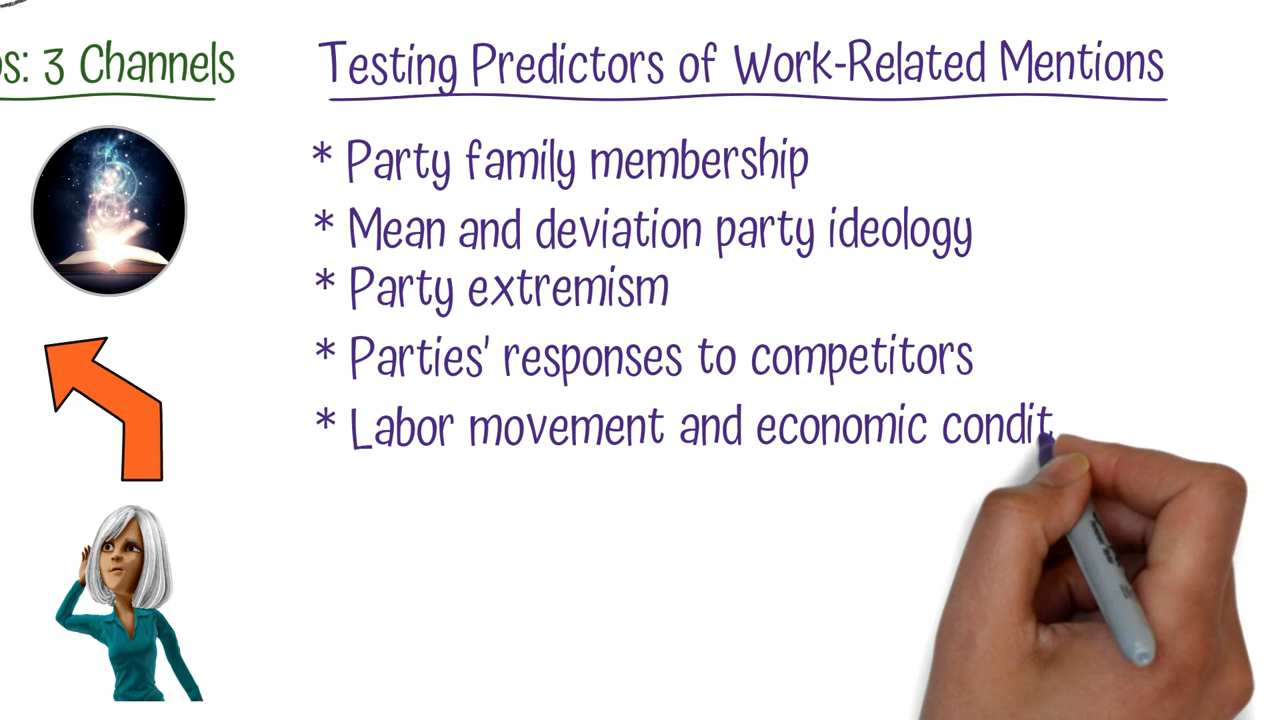 s: 3 Channels
Testing Predictors of Work-Related Mentions
* Party family membership
* Mean and deviation party ideology
* Party extremism
* Parties' responses to competitors
* Labor movement and economic condit